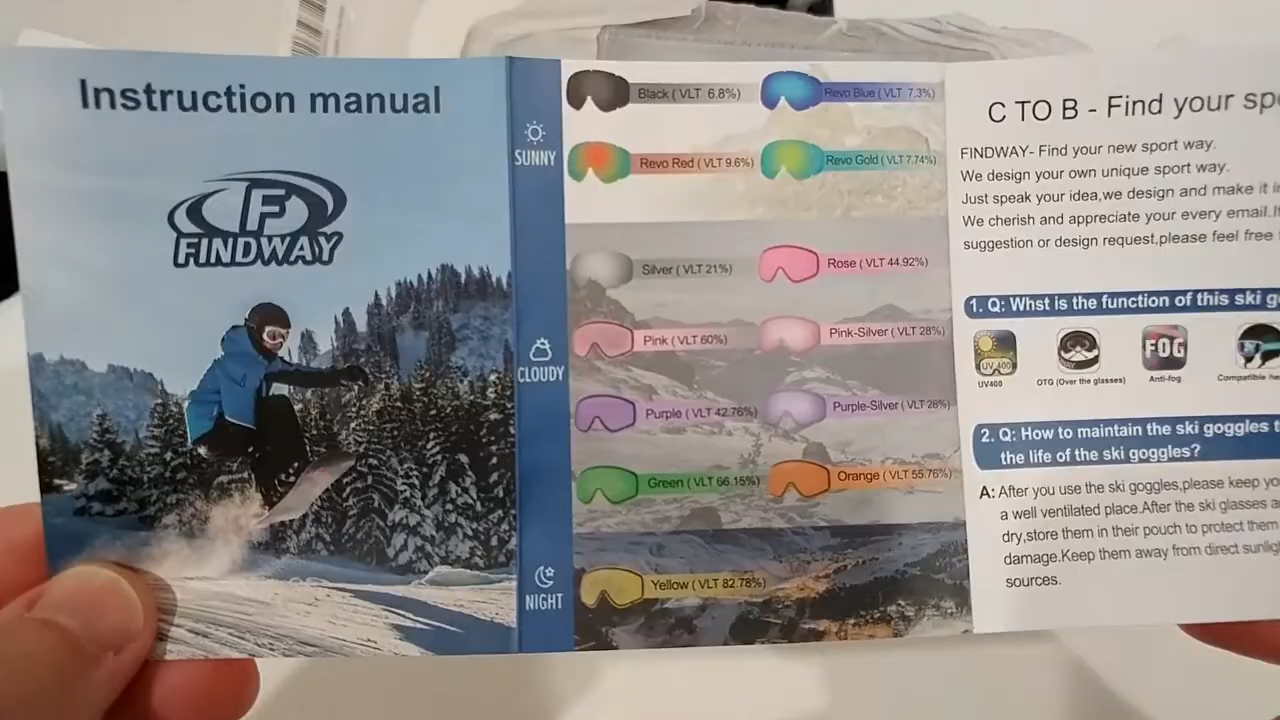 Instruction manual
F
FINDWAY
SUNNY
Black ( VLT 6.8%)
Revo Blue ( VLT 7.3%)
Revo Red ( VLT 9.6%)
Revo Gold ( VLT 7.74%)
CLOUDY
Silver ( VLT 21%)
Rose ( VLT 44.92%)
Pink ( VLT 60%)
Pink-Silver ( VLT 28%)
Purple ( VLT 42.76%)
Purple-Silver ( VLT 28%)
Green ( VLT 66.15%)
Orange ( VLT 55.76%)
NIGHT
Yellow ( VLT 82.78%)
C TO B - Find your
FINDWAY- Find your new sport way.
We design your own unique sport way.
Just speak your idea,we design and make it
We cherish and appreciate your every email.
suggestion or design request,please feel free
1. Q: Whst is the function of this ski
UV 400
FOG
UV400
OTG (Over the glasses)
Anti-fog
Compatible
2. Q: How to maintain the ski goggles
the life of the ski goggles?
A: After you use the ski goggles,please keep
a well ventilated place.After the ski glasses
dry,store them in their pouch to protect them
damage.Keep them away from direct
sources.